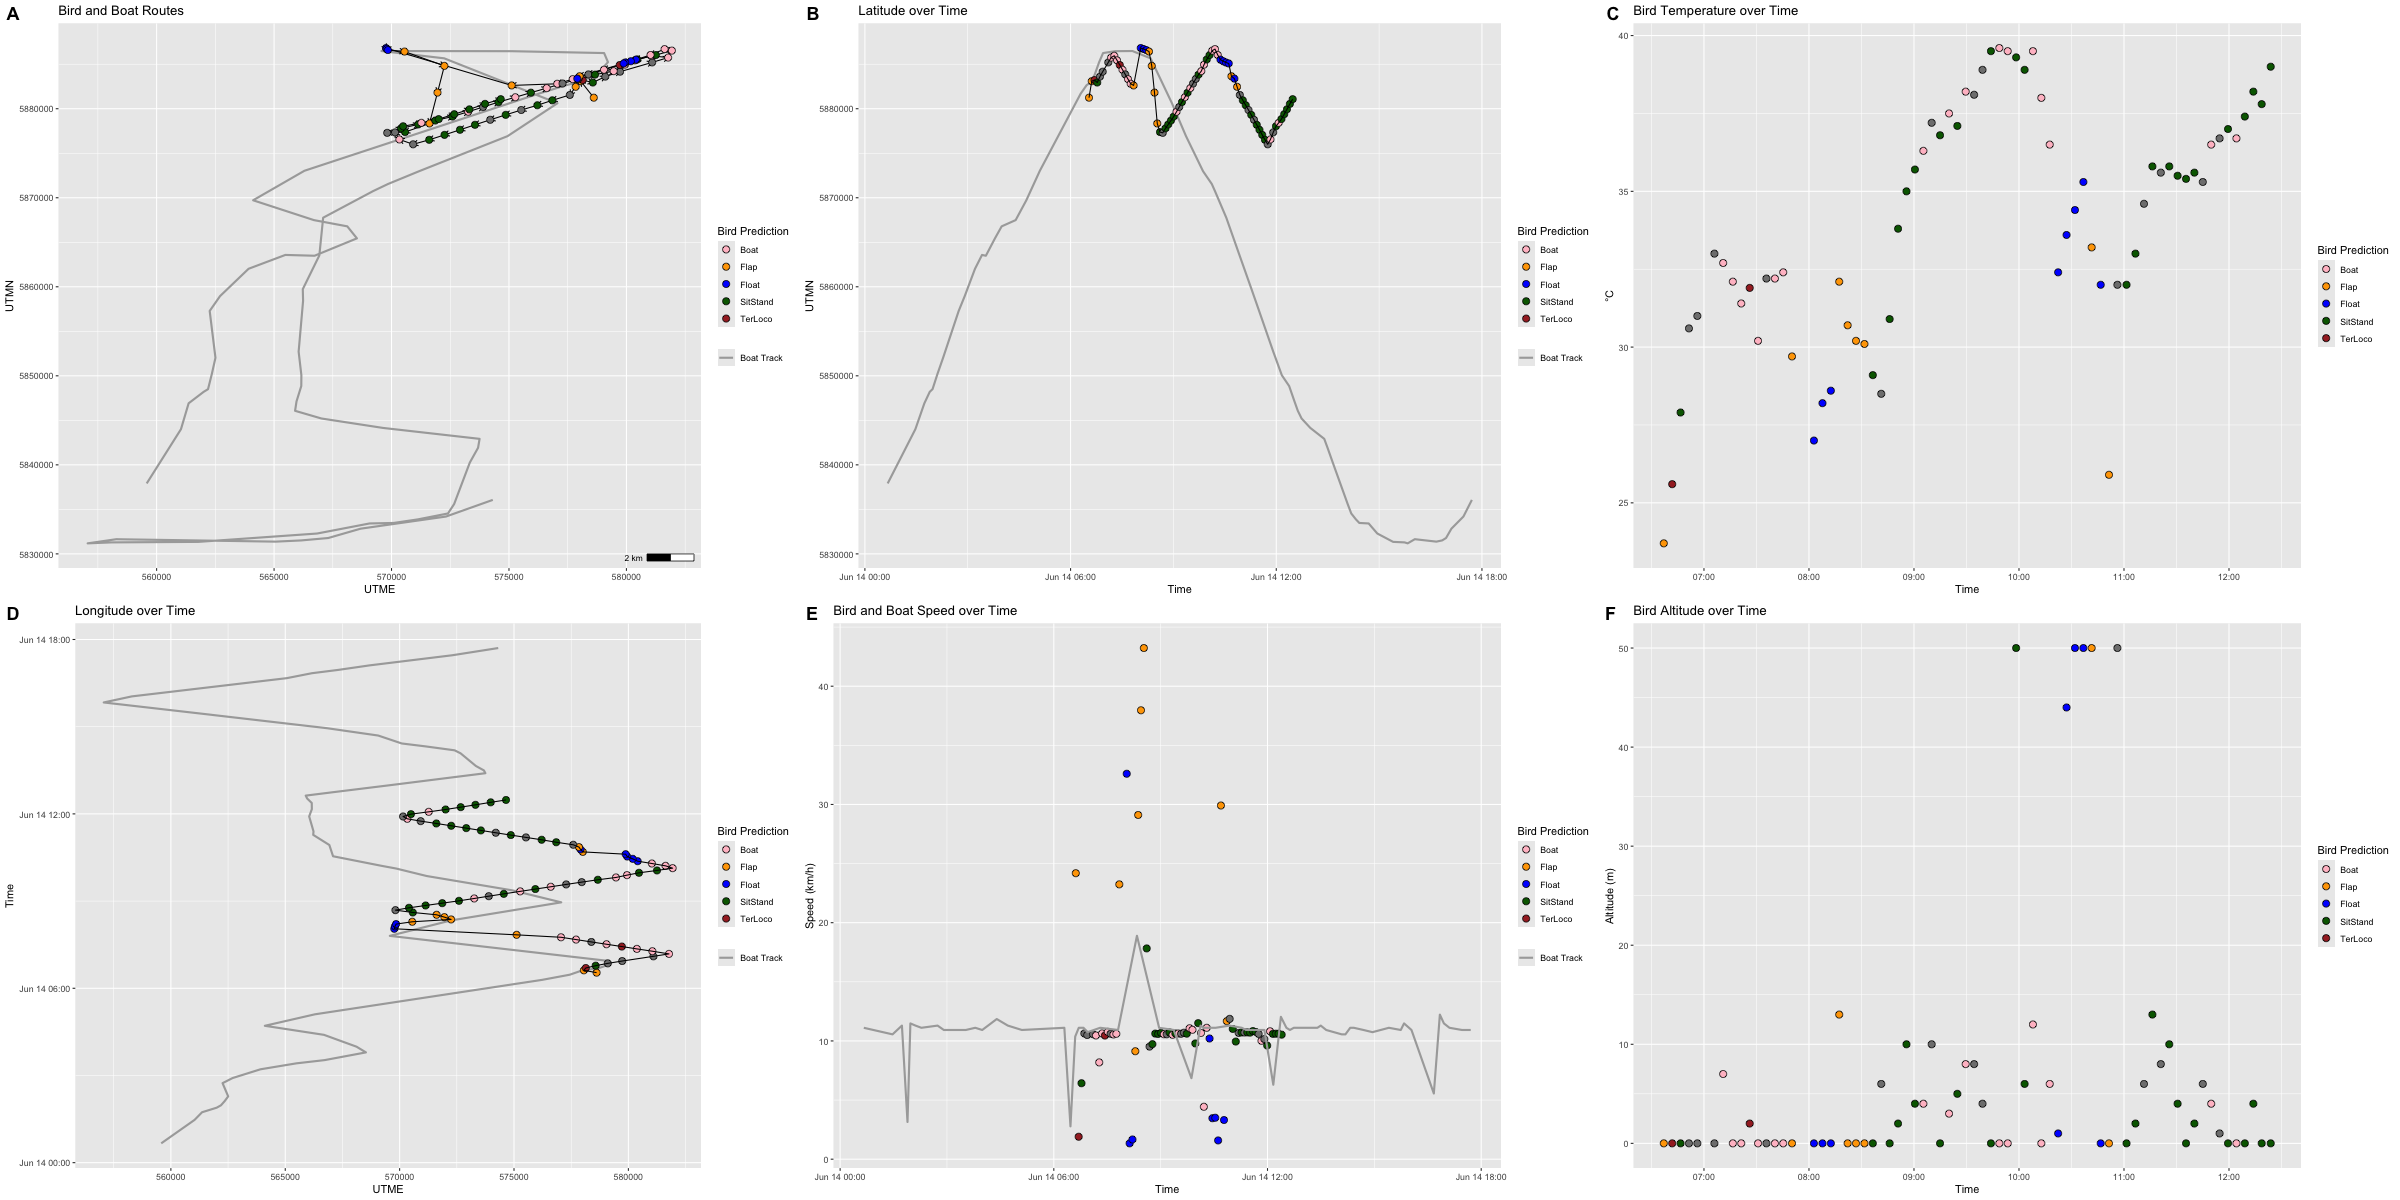 A
Bird and Boat Routes
5880000
5870000
5860000
5850000
5840000
5830000
UTMN
560000
565000
570000
575000
580000
UTME
2 km
Bird Prediction
Boat
Flap
Float
SitStand
TerLoco
Boat Track
B
Latitude over Time
5880000
5870000
5860000
5850000
5840000
5830000
UTMN
Jun 14 00:00
Jun 14 06:00
Jun 14 12:00
Jun 14 18:00
Time
Bird Prediction
Boat
Flap
Float
SitStand
TerLoco
Boat Track
C
Bird Temperature over Time
40
35
30
25
°C
07:00
08:00
09:00
10:00
11:00
12:00
Time
Bird Prediction
Boat
Flap
Float
SitStand
TerLoco
D
Longitude over Time
Jun 14 18:00
Jun 14 12:00
Jun 14 06:00
Jun 14 00:00
Time
560000
565000
570000
575000
580000
UTME
Bird Prediction
Boat
Flap
Float
SitStand
TerLoco
Boat Track
E
Bird and Boat Speed over Time
40
30
20
10
0
Speed (km/h)
Jun 14 00:00
Jun 14 06:00
Jun 14 12:00
Jun 14 18:00
Time
Bird Prediction
Boat
Flap
Float
SitStand
TerLoco
Boat Track
F
Bird Altitude over Time
50
40
30
20
10
0
Altitude (m)
07:00
08:00
09:00
10:00
11:00
12:00
Time
Bird Prediction
Boat
Flap
Float
SitStand
TerLoco